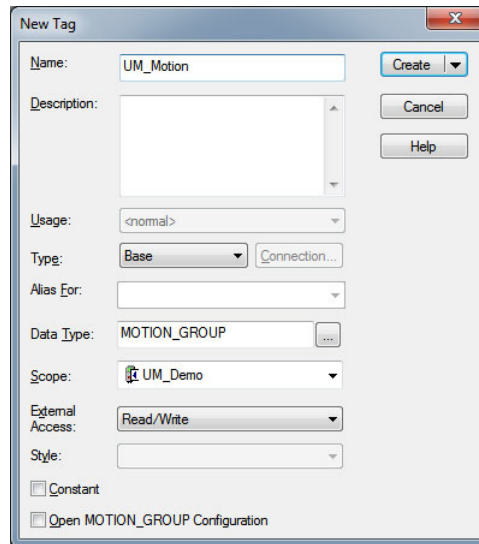 New Tag
Name:
UM_Motion
Create
Description:
Cancel
Help
Usage:
<normal>
Type:
Base
Connection...
Alias For:
Data Type:
MOTION_GROUP
...
Scope:
UM_Demo
External
Access:
Read/Write
Style:
Constant
Open MOTION_GROUP Configuration